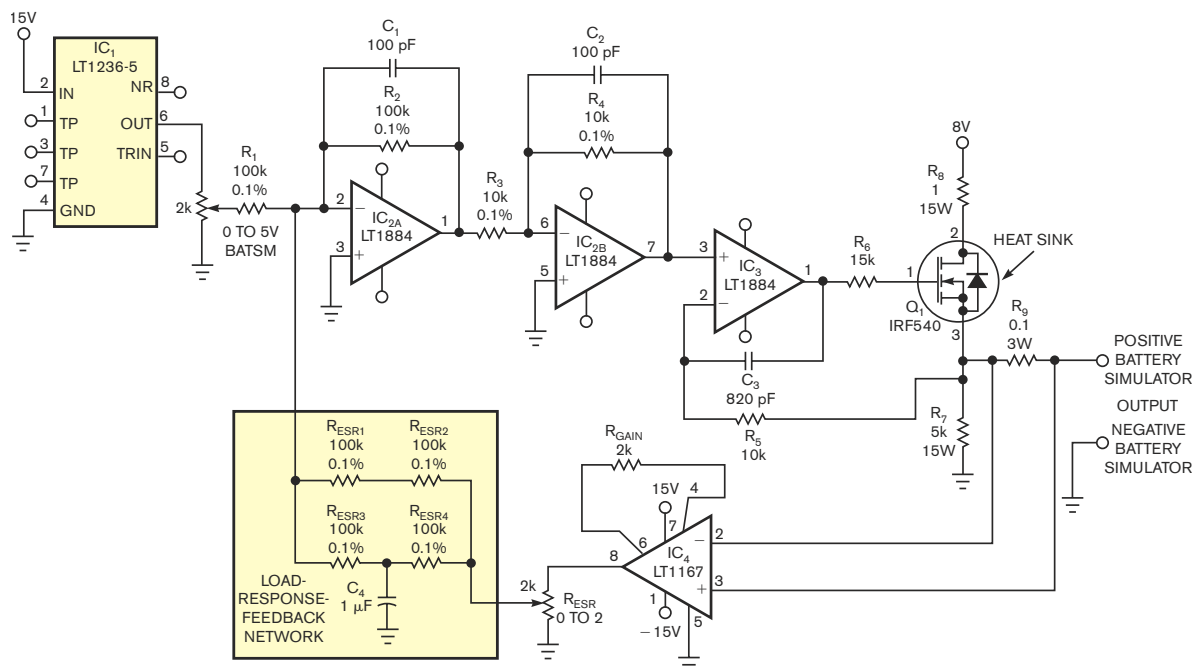 15V
IC1
LT1236-5
2
IN
NR
8
1
TP
OUT
6
3
TP
TRIN
5
7
TP
4
GND
2k
R1
100k
0.1%
0 TO 5V
BATSM
C1
100 pF
R2
100k
0.1%
2
−
3
+
IC2A
LT1884
1
R3
10k
0.1%
C2
100 pF
R4
10k
0.1%
6
−
5
+
IC2B
LT1884
7
3
+
2
−
IC3
LT1884
1
C3
820 pF
R5
10k
R6
15k
8V
R8
1
15W
2
1
HEAT SINK
Q1
IRF540
3
R9
0.1
3W
R7
5k
15W
POSITIVE
BATTERY
SIMULATOR
OUTPUT
NEGATIVE
BATTERY
SIMULATOR
RESR1
100k
0.1%
RESR2
100k
0.1%
RESR3
100k
0.1%
RESR4
100k
0.1%
C4
1 µF
LOAD-
RESPONSE-
FEEDBACK
NETWORK
2k
RESR
0 TO 2
RGAIN
2k
15V
4
7
6
8
−
2
IC4
LT1167
+
3
1
5
−15V